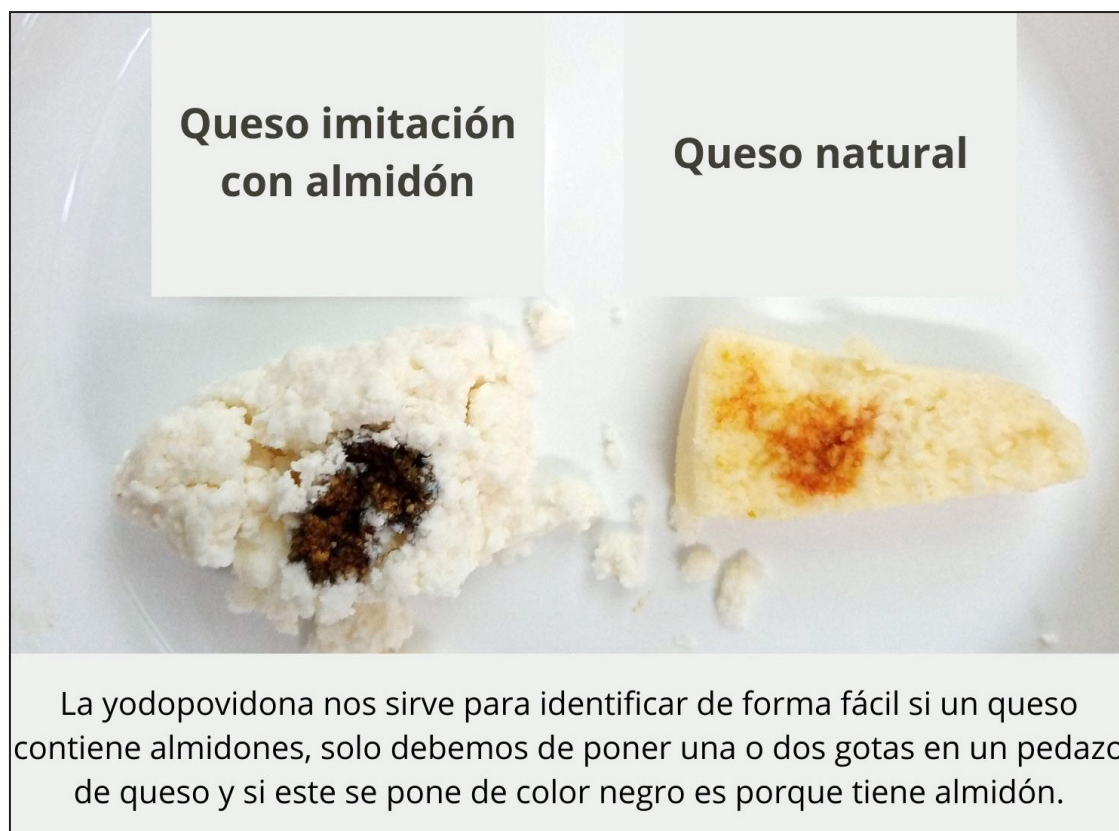 Queso imitación
con almidón
Queso natural
La yodopovidona nos sirve para identificar de forma fácil si un queso
contiene almidones, solo debemos de poner una o dos gotas en un pedazo
de queso y si este se pone de color negro es porque tiene almidón.